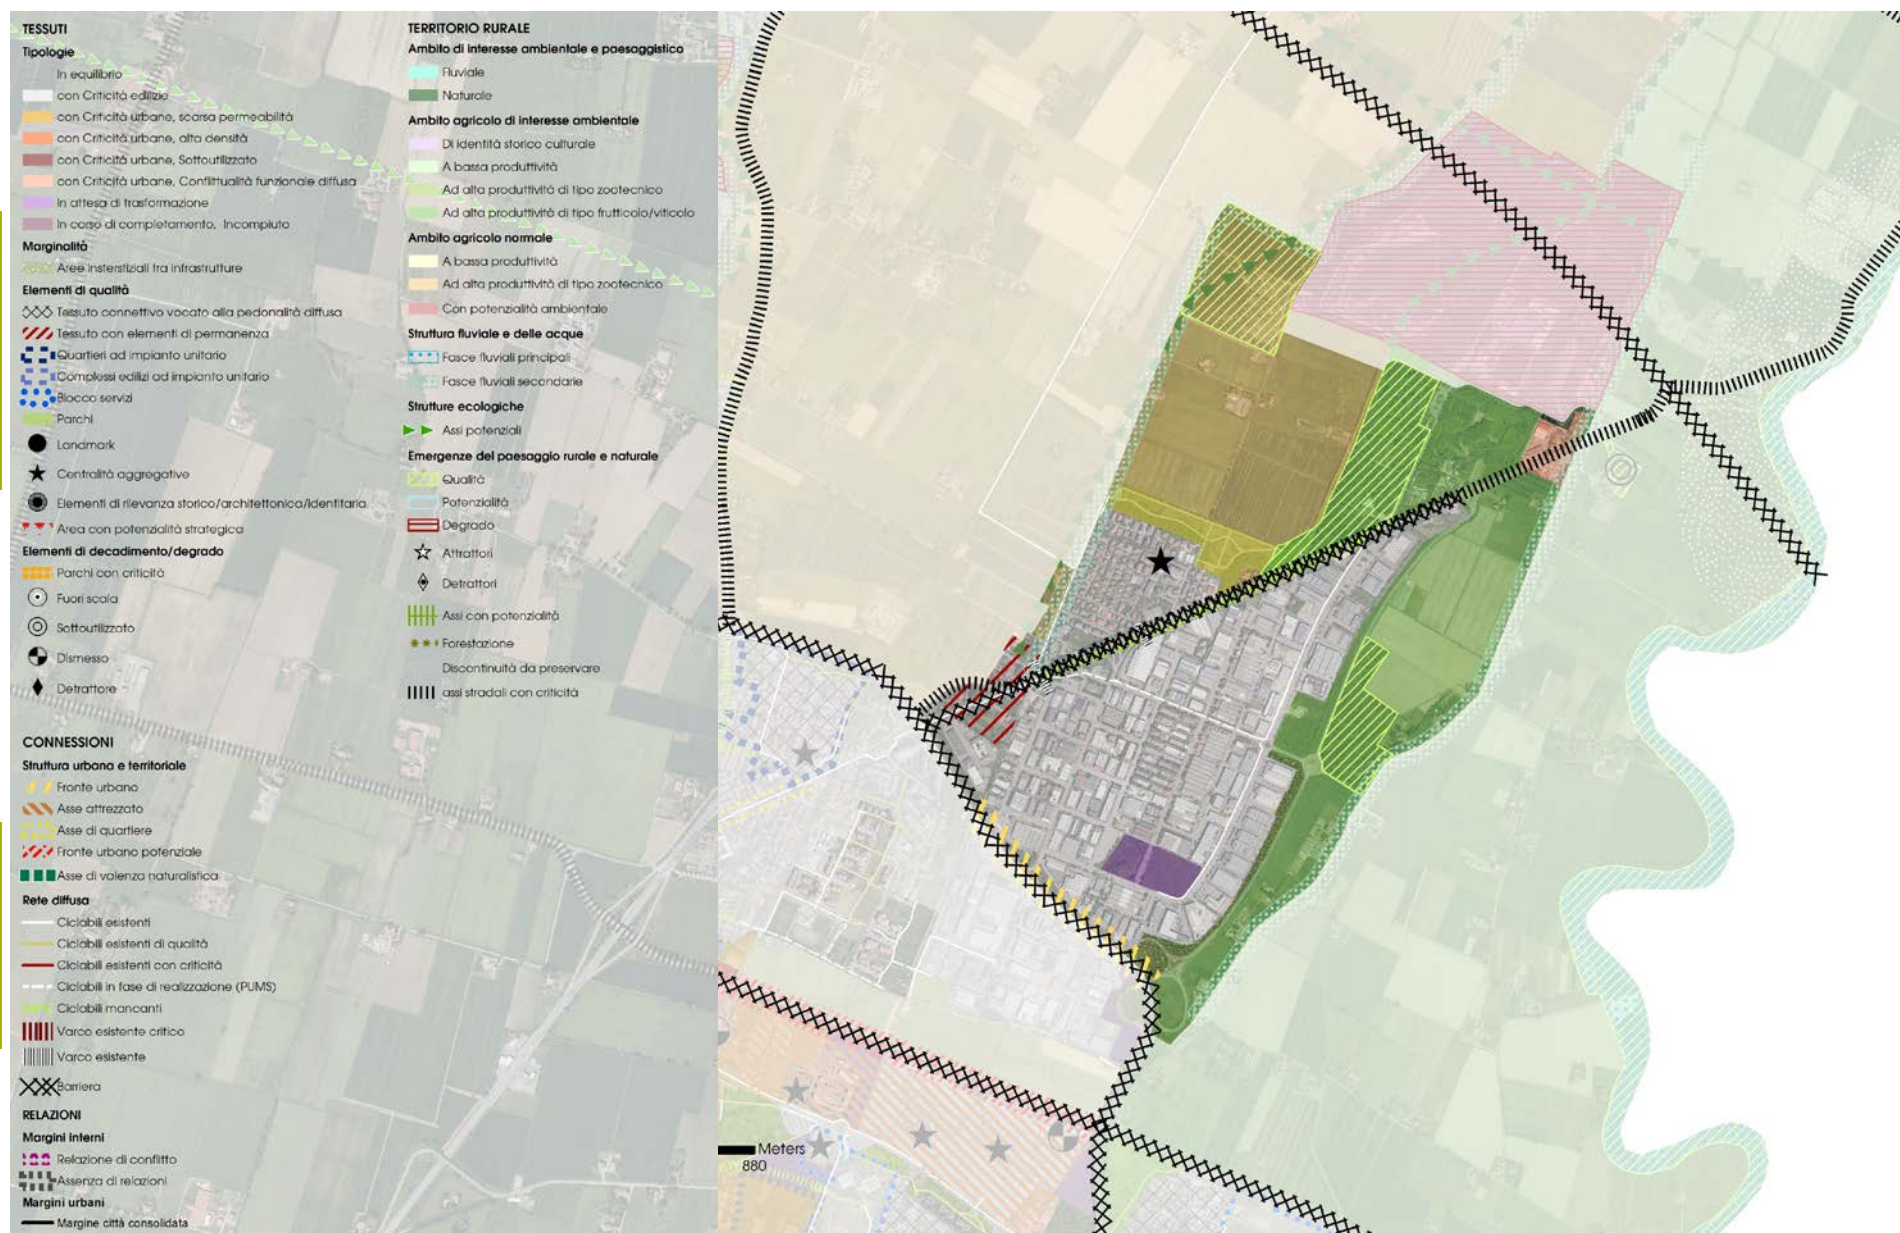 TESSUTI
Tipologie
In equilibrio
con Criticità edilizie
con Criticità urbane, scarsa permeabilità
con Criticità urbane, alta densità
con Criticità urbane, Sottoutilizzato
con Criticità urbane, Conflittualità funzionale diffusa
In attesa di trasformazione
In corso di completamento, Incompiuto
Marginalità
Aree insterstiziali tra infrastrutture
Elementi di qualità
Tessuto connettivo vocato alla pedonalità diffusa
Tessuto con elementi di permanenza
Quartieri ad impianto unitario
Complessi edilizi ad impianto unitario
Blocco servizi
Parchi
Landmark
Centralità aggregative
Elementi di rilevanza storico/architettonica/identitaria
Area con potenzialità strategica
Elementi di decadimento/degrado
Parchi con criticità
Fuori scala
Sottoutilizzato
Dismesso
Detrattore
CONNESSIONI
Struttura urbana e territoriale
Fronte urbano
Asse attrezzato
Asse di quartiere
Fronte urbano potenziale
Asse di valenza naturalistica
Rete diffusa
Ciclabili esistenti
Ciclabili esistenti di qualità
Ciclabili esistenti con criticità
Ciclabili in fase di realizzazione (PUMS)
Ciclabili mancanti
Varco esistente critico
Varco esistente
Barriera
RELAZIONI
Margini interni
Relazione di conflitto
Assenza di relazioni
Margini urbani
Margine città consolidata
TERRITORIO RURALE
Ambito di interesse ambientale e paesaggistico
Fluviale
Naturale
Ambito agricolo di interesse ambientale
Di identità storico culturale
A bassa produttività
Ad alta produttività di tipo zootecnico
Ad alta produttività di tipo frutticolo/viticolo
Ambito agricolo normale
A bassa produttività
Ad alta produttività di tipo zootecnico
Con potenzialità ambientale
Struttura fluviale e delle acque
Fasce fluviali principali
Fasce fluviali secondarie
Strutture ecologiche
Assi potenziali
Emergenze del paesaggio rurale e naturale
Qualità
Potenzialità
Degrado
Attrattori
Detrattori
Assi con potenzialità
Forestazione
Discontinuità da preservare
assi stradali con criticità
Meters
880